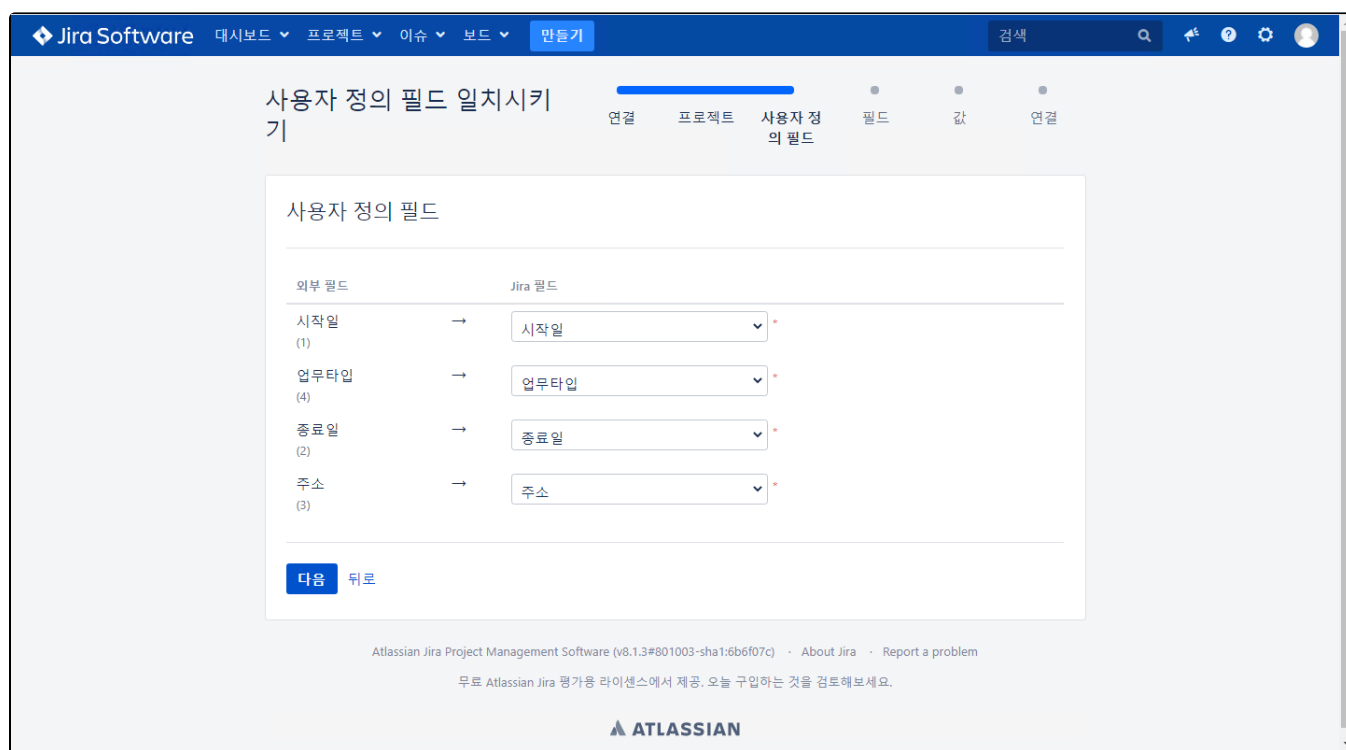 Jira Software 대시보드 프로젝트 이슈 보드 만들기 검색
사용자 정의 필드 일치시키
기
연결 프로젝트 사용자 정 필드 값 연결
의 필드
사용자 정의 필드
외부 필드 Jira 필드
시작일 → 시작일 *
(1)
업무타입 → 업무타입 *
(4)
종료일 → 종료일 *
(2)
주소 → 주소 *
(3)
다음 뒤로
Atlassian Jira Project Management Software (v8.1.3#801003-sha1:6b6f07c) · About Jira · Report a problem
무료 Atlassian Jira 평가용 라이센스에서 제공. 오늘 구입하는 것을 검토해보세요.
ATLASSIAN